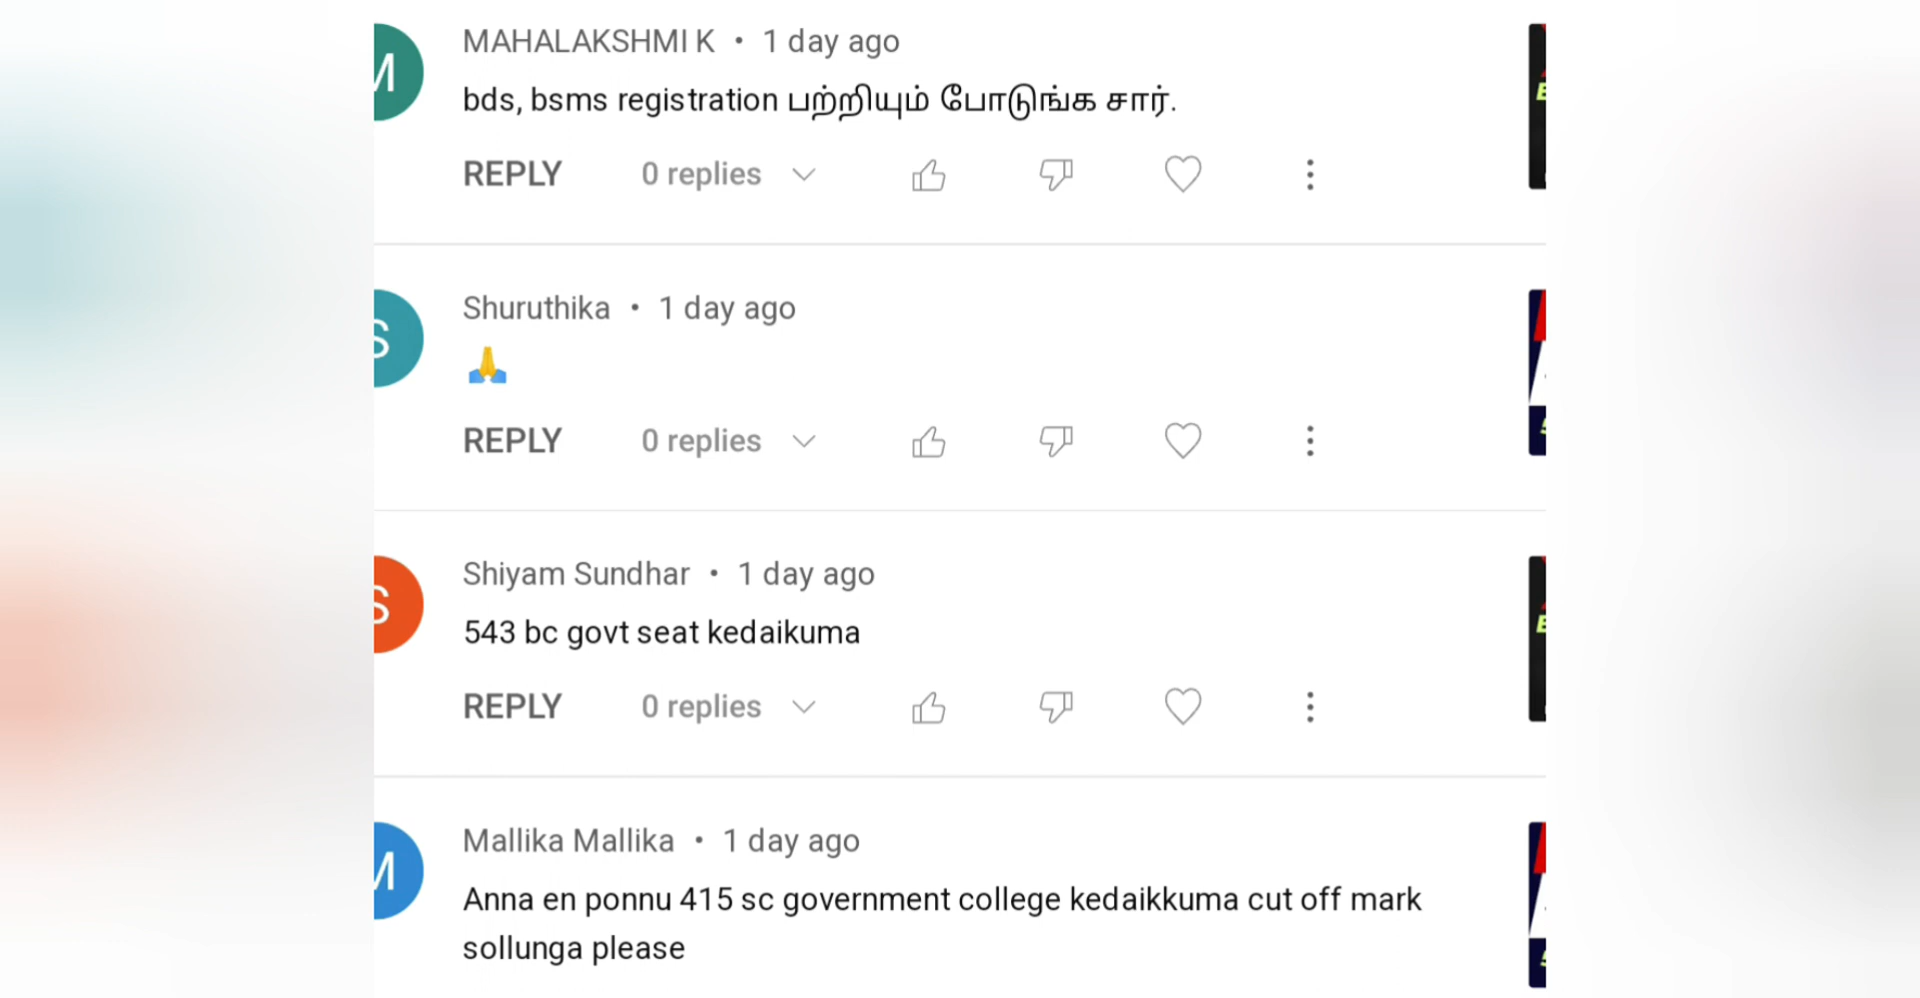 MAHALAKSHMI K • 1 day ago
bds, bsms registration பற்றியும் போடுங்க சார்.
REPLY 0 replies
Shuruthika • 1 day ago
🙏
REPLY 0 replies
Shiyam Sundhar • 1 day ago
543 bc govt seat kedaikuma
REPLY 0 replies
Mallika Mallika • 1 day ago
Anna en ponnu 415 sc government college kedaikkuma cut off mark
sollunga please